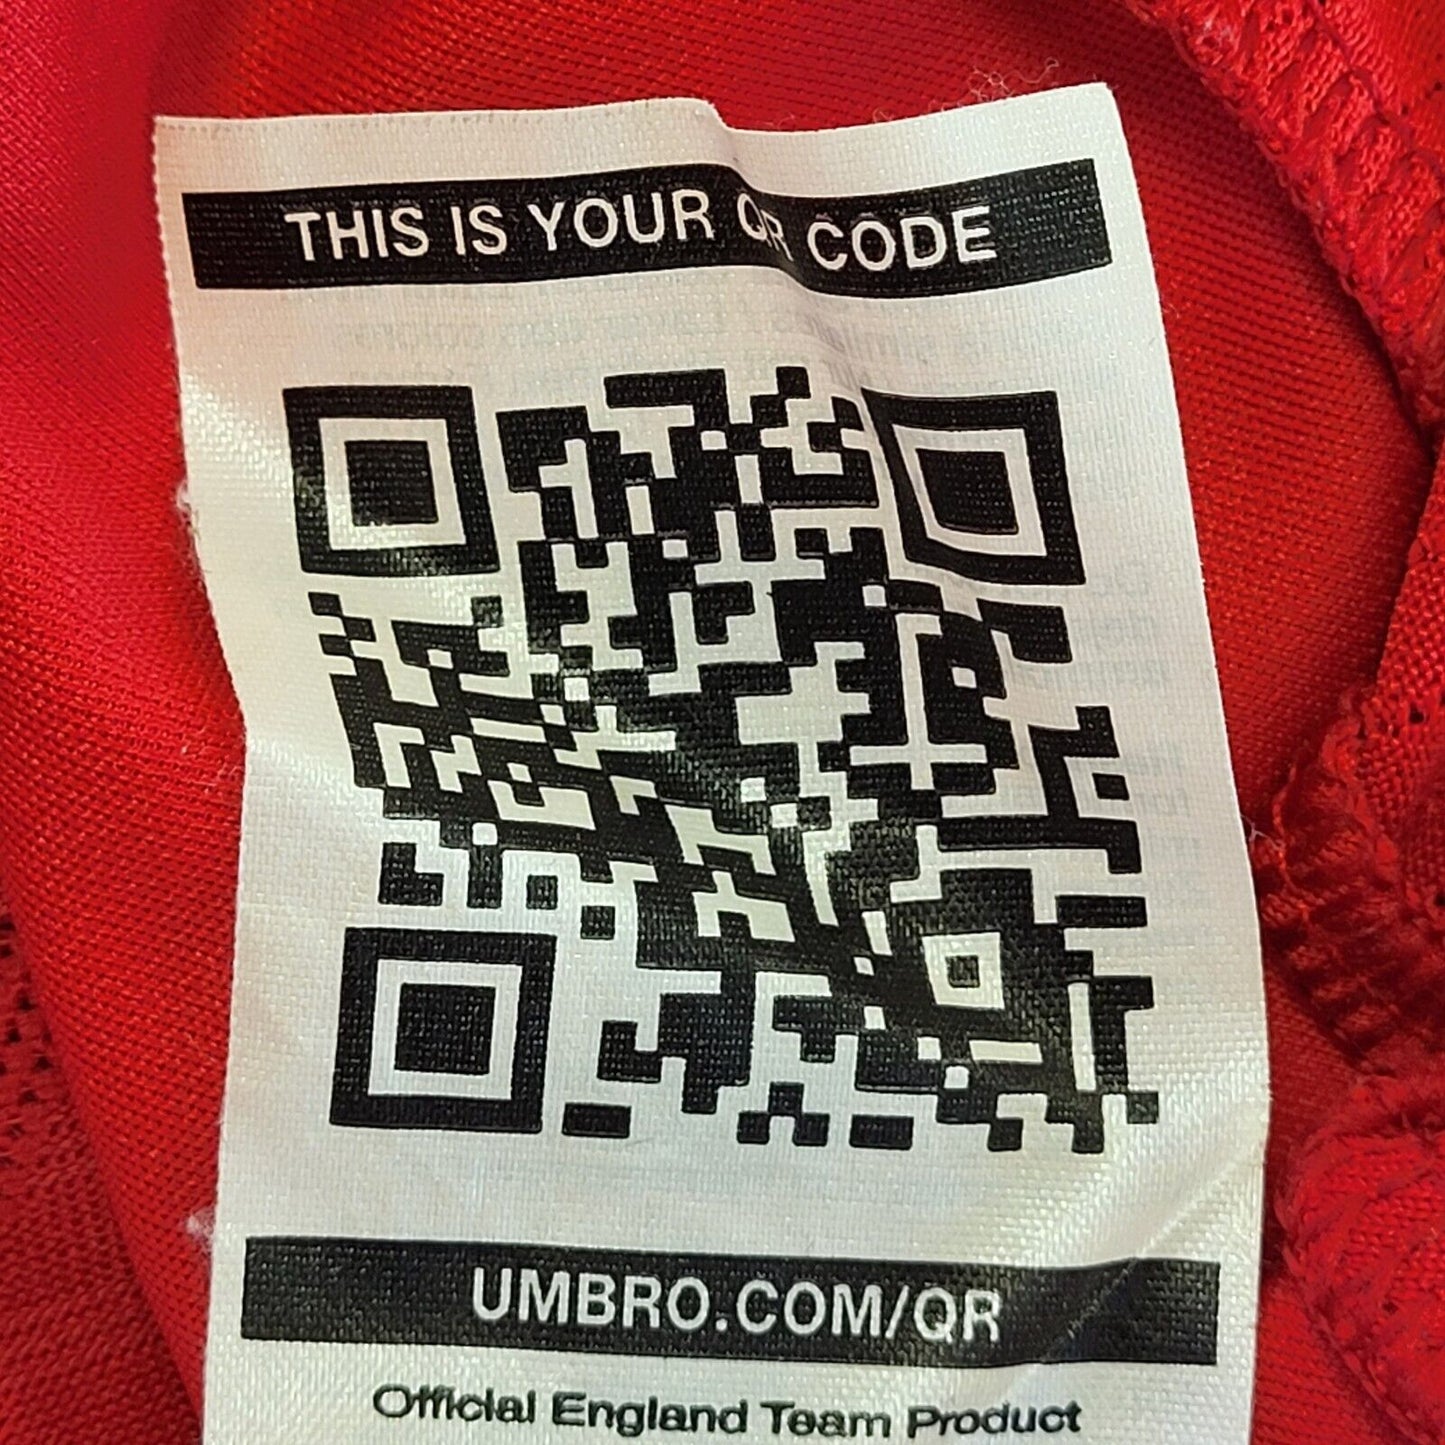 THIS IS YOUR QR CODE
UMBRO.COM/QR
Official England Team Product